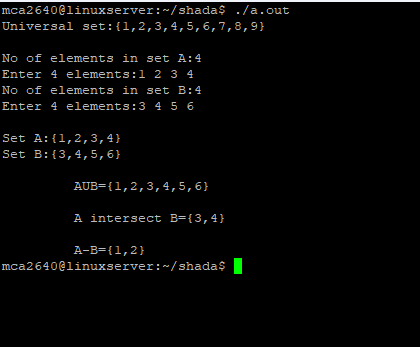 mca2640@linuxserver:~/shada$ ./a.out
Universal set:{1,2,3,4,5,6,7,8,9}
No of elements in set A:4
Enter 4 elements:1 2 3 4
No of elements in set B:4
Enter 4 elements:3 4 5 6
Set A:{1,2,3,4}
Set B:{3,4,5,6}
AUB={1,2,3,4,5,6}
A intersect B={3,4}
A-B={1,2}
mca2640@linuxserver:~/shada$